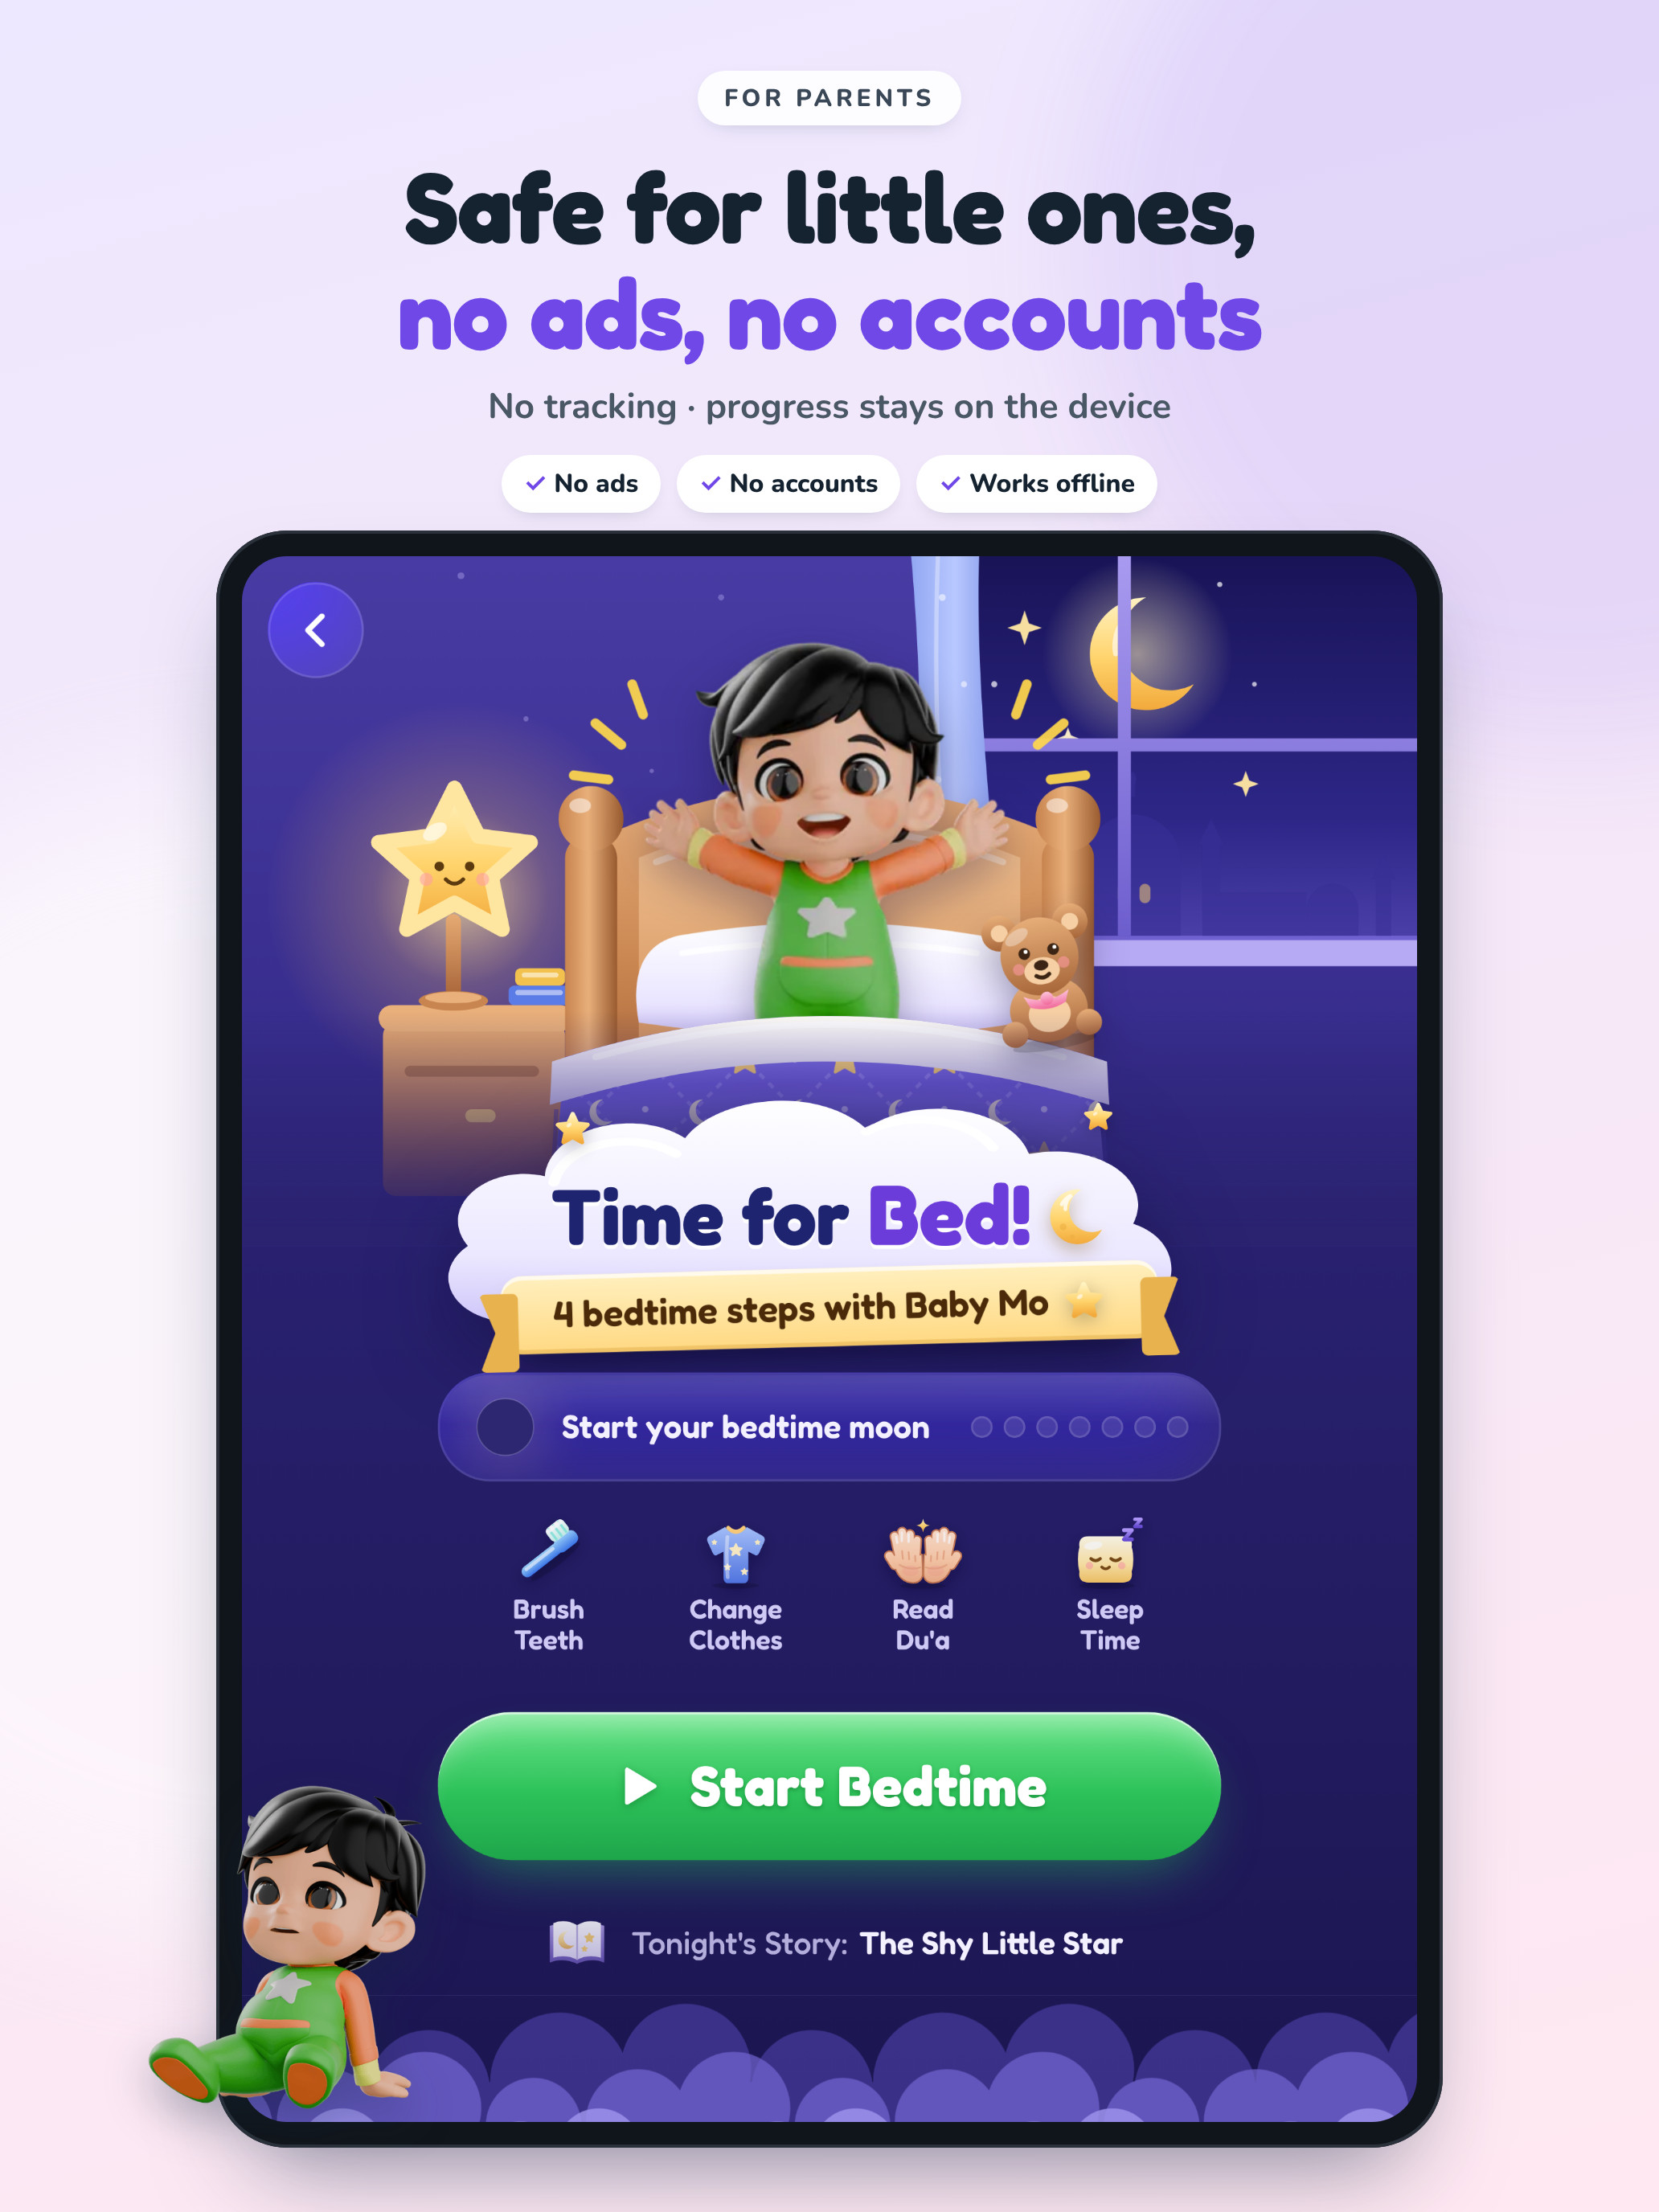 FOR PARENTS
Safe for little ones,
no ads, no accounts
No tracking · progress stays on the device
✓ No ads ✓ No accounts ✓ Works offline
Time for Bed!
4 bedtime steps with Baby Mo
Start your bedtime moon
z z
Brush Teeth
Change Clothes
Read Du'a
Sleep Time
Start Bedtime
Tonight's Story: The Shy Little Star